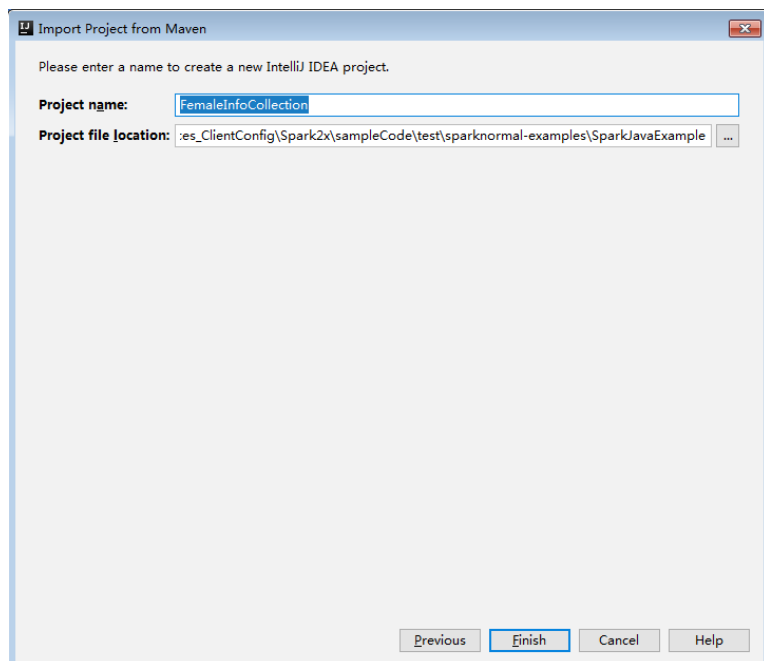 Import Project from Maven
Please enter a name to create a new IntelliJ IDEA project.
Project name: FemaleInfoCollection
Project file location: :es_ClientConfig\Spark2x\sampleCode\test\sparknormal-examples\SparkJavaExample ...
Previous Finish Cancel Help